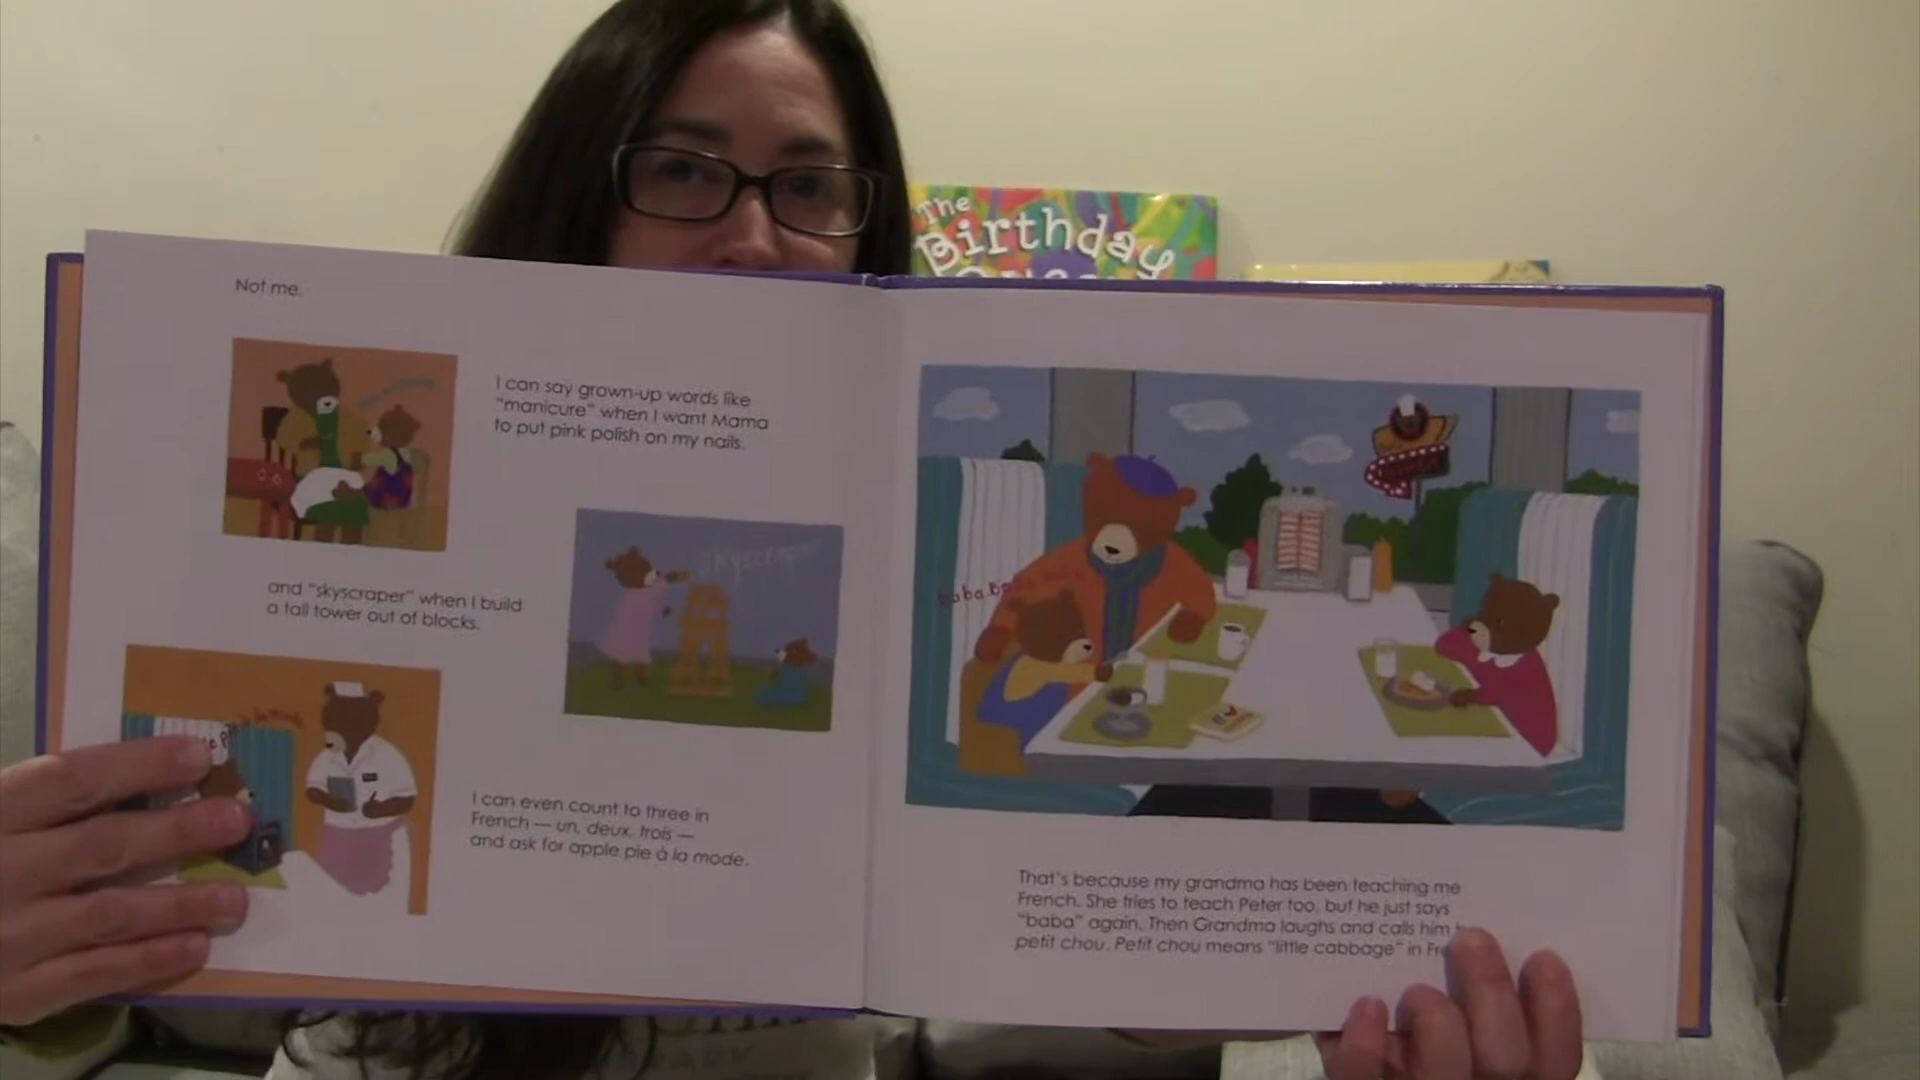 The
Birthday
Not me.
I can say grown-up words like
"manicure" when I want Mama
to put pink polish on my nails.
skyscraper
and "skyscraper" when I build
a tall tower out of blocks.
I can even count to three in
French — un, deux, trois —
and ask for apple pie à la mode.
baba
That's because my grandma has been teaching me
French. She tries to teach Peter too, but he just says
"baba" again. Then Grandma laughs and calls him
petit chou. Petit chou means "little cabbage" in
BABY